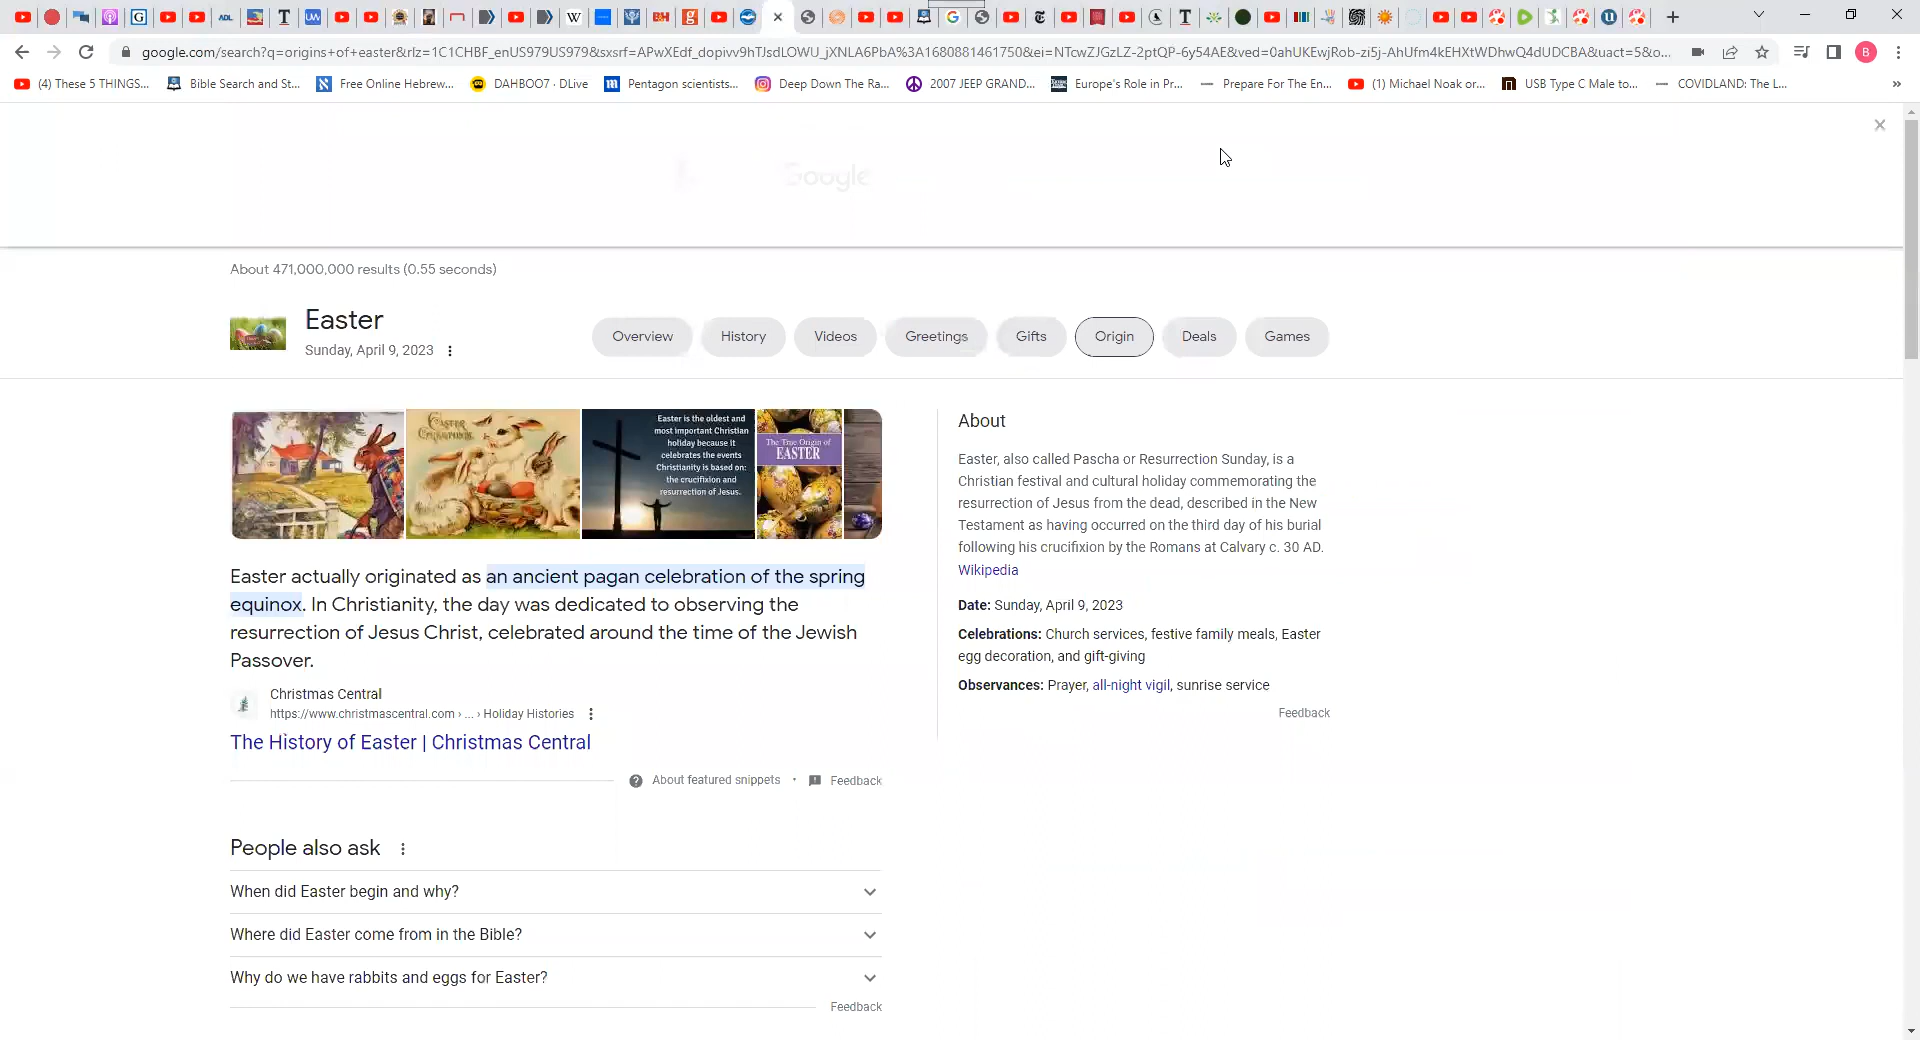 google.com/search?q=origins+of+easter&rlz=1C1CHBF_enUS979US979&sxsrf=APwXEdf_dopivv9hTJsdLOWU_jXNLA6PbA%3A1680881461750&ei=NTcwZJGzLZ-2ptQP-6y54AE&ved=0ahUKEwjRob-zi5j-AhUfm4kEHXtWDhwQ4dUDCBA&uact=5&o...
(4) These 5 THINGS... Bible Search and St... Free Online Hebrew... DAHBOO7 · DLive Pentagon scientists... Deep Down The Ra... 2007 JEEP GRAND... Europe's Role in Pr... Prepare For The En... (1) Michael Noak or... USB Type C Male to... COVIDLAND: The L... »
Google
About 471,000,000 results (0.55 seconds)
Easter
Sunday, April 9, 2023
Overview History Videos Greetings Gifts Origin Deals Games
EASTER
Easter is the oldest and
most important Christian
holiday because it
celebrates the events
Christianity is based on:
the crucifixion and
resurrection of Jesus.
The True Origin of
EASTER
Easter actually originated as an ancient pagan celebration of the spring
equinox. In Christianity, the day was dedicated to observing the
resurrection of Jesus Christ, celebrated around the time of the Jewish
Passover.
Christmas Central
https://www.christmascentral.com › ... › Holiday Histories
The History of Easter | Christmas Central
About featured snippets · Feedback
People also ask
When did Easter begin and why?
Where did Easter come from in the Bible?
Why do we have rabbits and eggs for Easter?
Feedback
About
Easter, also called Pascha or Resurrection Sunday, is a
Christian festival and cultural holiday commemorating the
resurrection of Jesus from the dead, described in the New
Testament as having occurred on the third day of his burial
following his crucifixion by the Romans at Calvary c. 30 AD.
Wikipedia
Date: Sunday, April 9, 2023
Celebrations: Church services, festive family meals, Easter
egg decoration, and gift-giving
Observances: Prayer, all-night vigil, sunrise service
Feedback